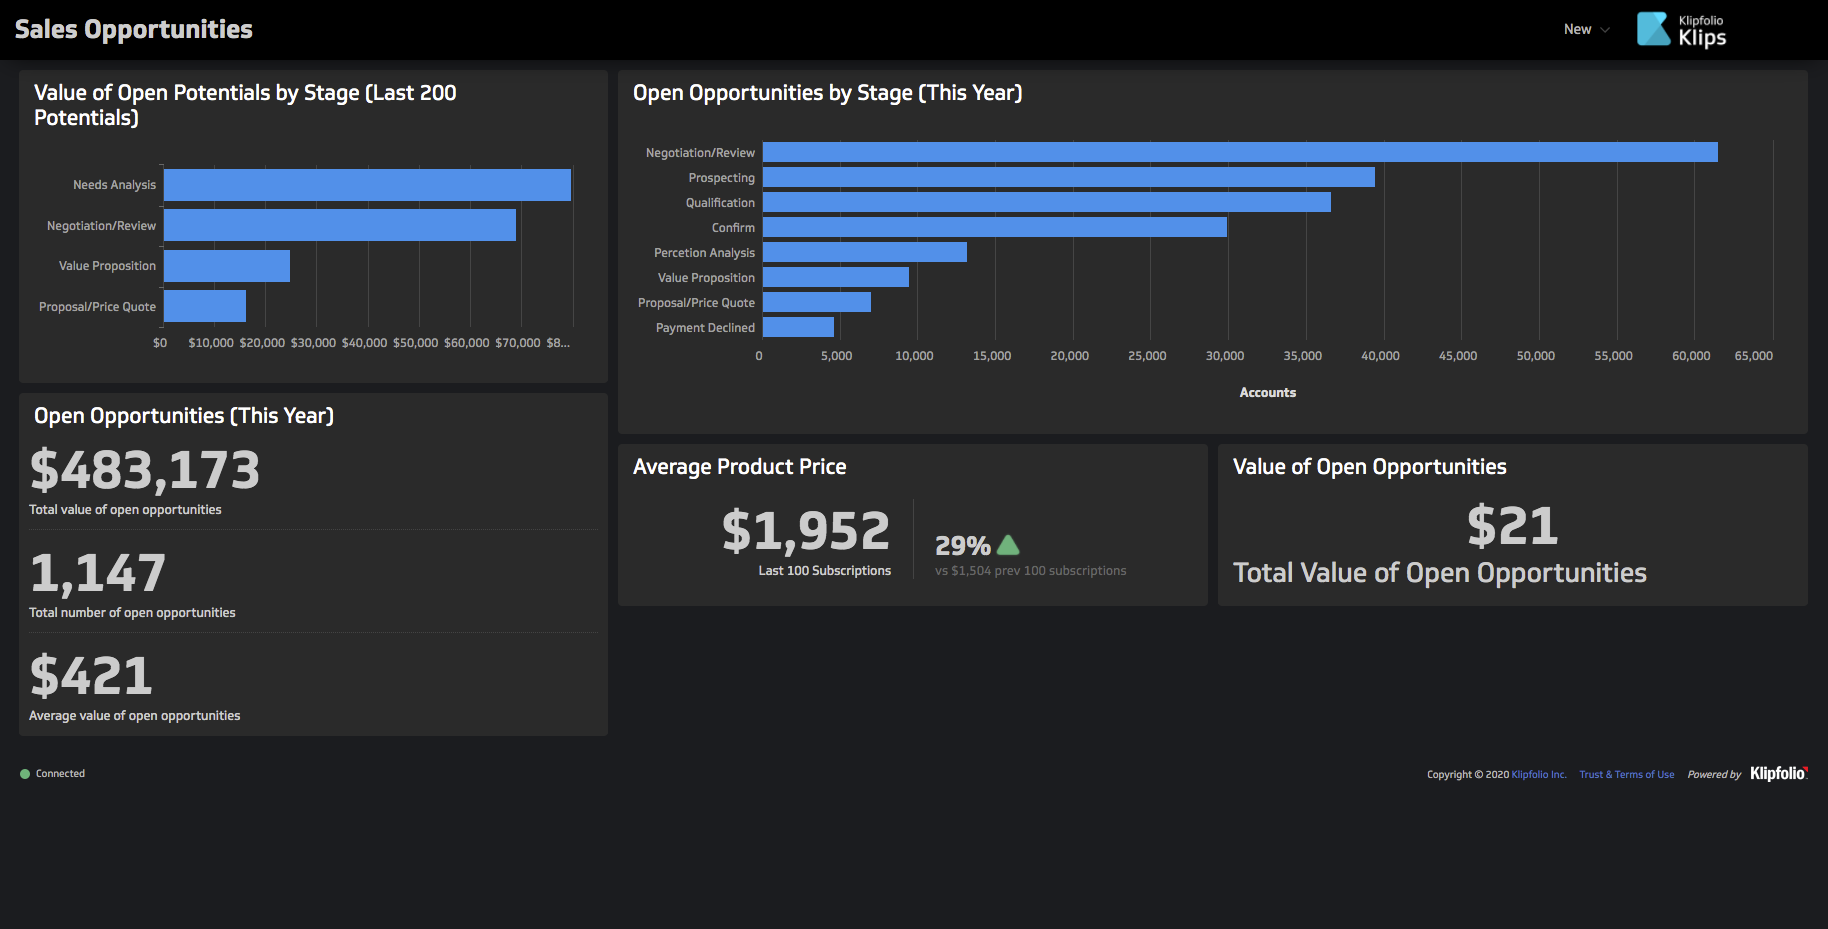 Sales Opportunities
New
Klipfolio
Klips
Value of Open Potentials by Stage (Last 200
Potentials)
Needs Analysis
Negotiation/Review
Value Proposition
Proposal/Price Quote
$0 $10,000 $20,000 $30,000 $40,000 $50,000 $60,000 $70,000 $8...
Open Opportunities by Stage (This Year)
Negotiation/Review
Prospecting
Qualification
Confirm
Percetion Analysis
Value Proposition
Proposal/Price Quote
Payment Declined
0 5,000 10,000 15,000 20,000 25,000 30,000 35,000 40,000 45,000 50,000 55,000 60,000 65,000
Accounts
Open Opportunities (This Year)
$483,173
Total value of open opportunities
1,147
Total number of open opportunities
$421
Average value of open opportunities
Average Product Price
$1,952
Last 100 Subscriptions
29%
vs $1,504 prev 100 subscriptions
Value of Open Opportunities
$21
Total Value of Open Opportunities
Connected
Copyright © 2020 Klipfolio Inc. Trust & Terms of Use Powered by Klipfolio